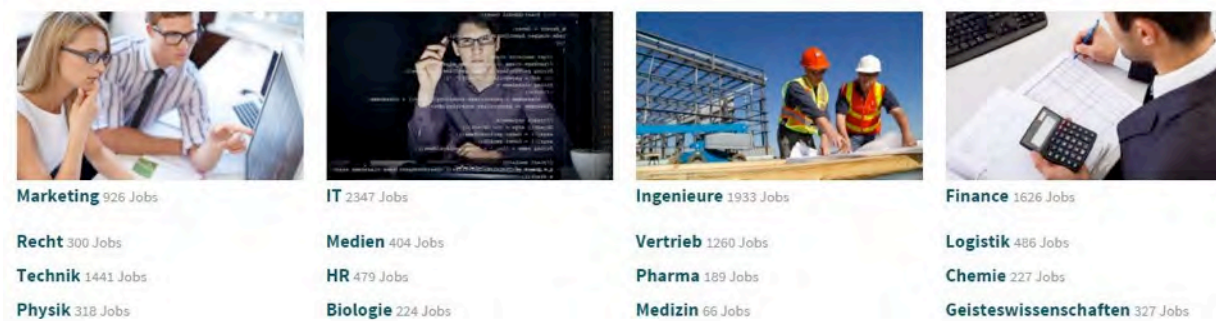 Marketing 926 Jobs
IT 2347 Jobs
Ingenieure 1933 Jobs
Finance 1626 Jobs
Recht 300 Jobs
Medien 404 Jobs
Vertrieb 1260 Jobs
Logistik 486 Jobs
Technik 1441 Jobs
HR 479 Jobs
Pharma 189 Jobs
Chemie 227 Jobs
Physik 318 Jobs
Biologie 224 Jobs
Medizin 66 Jobs
Geisteswissenschaften 327 Jobs